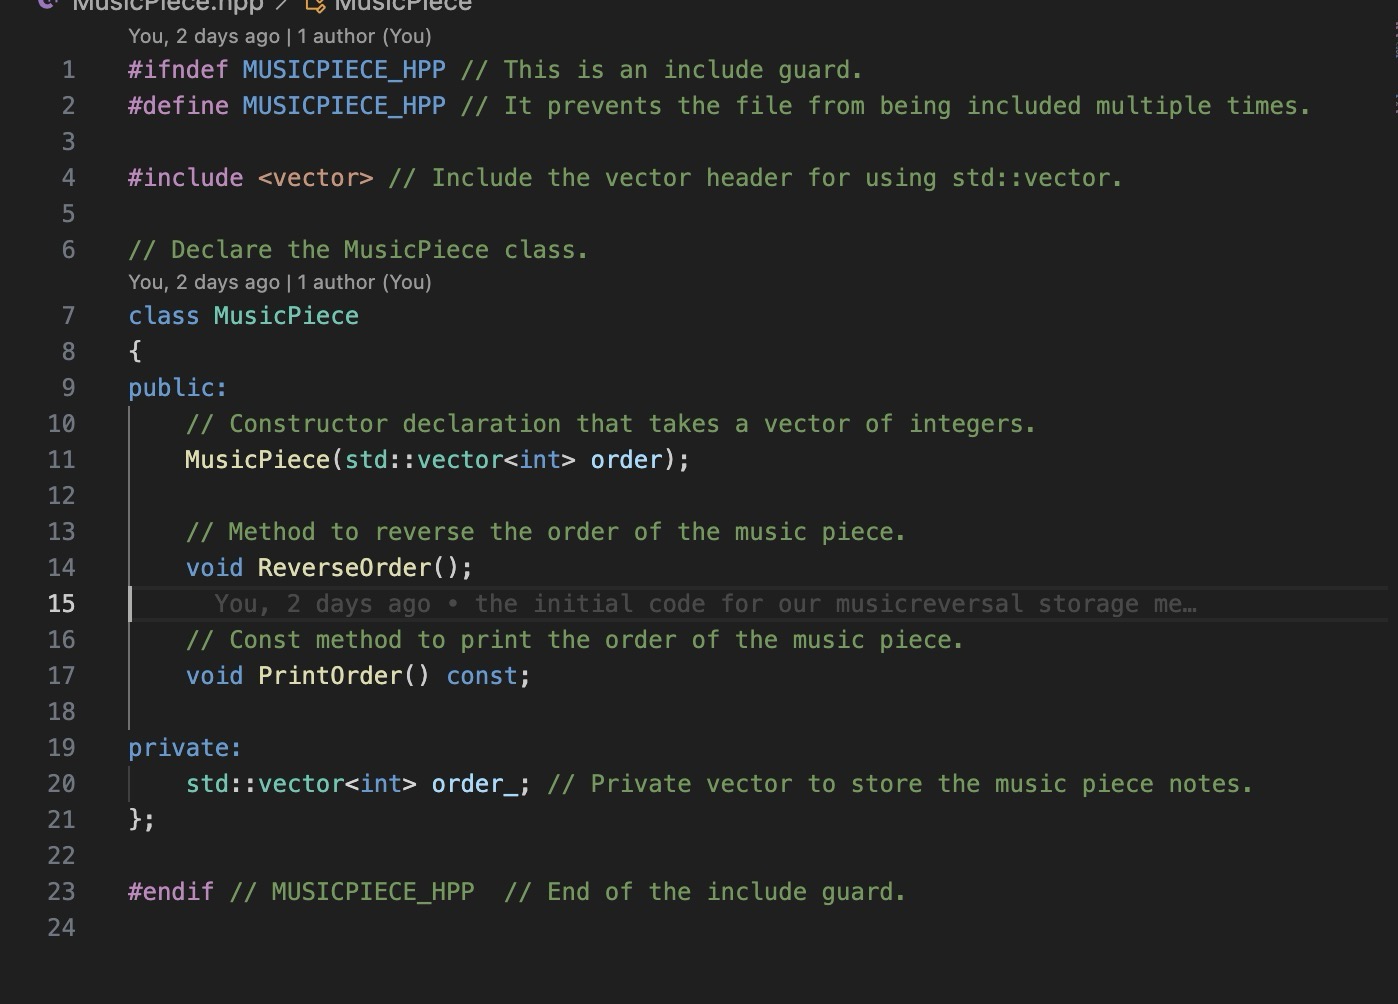 MusicPiece.hpp > MusicPiece
You, 2 days ago | 1 author (You)
1 #ifndef MUSICPIECE_HPP // This is an include guard.
2 #define MUSICPIECE_HPP // It prevents the file from being included multiple times.
3
4 #include <vector> // Include the vector header for using std::vector.
5
6 // Declare the MusicPiece class.
You, 2 days ago | 1 author (You)
7 class MusicPiece
8 {
9 public:
10     // Constructor declaration that takes a vector of integers.
11     MusicPiece(std::vector<int> order);
12
13     // Method to reverse the order of the music piece.
14     void ReverseOrder();
15       You, 2 days ago • the initial code for our musicreversal storage me…
16     // Const method to print the order of the music piece.
17     void PrintOrder() const;
18
19 private:
20     std::vector<int> order_; // Private vector to store the music piece notes.
21 };
22
23 #endif // MUSICPIECE_HPP  // End of the include guard.
24